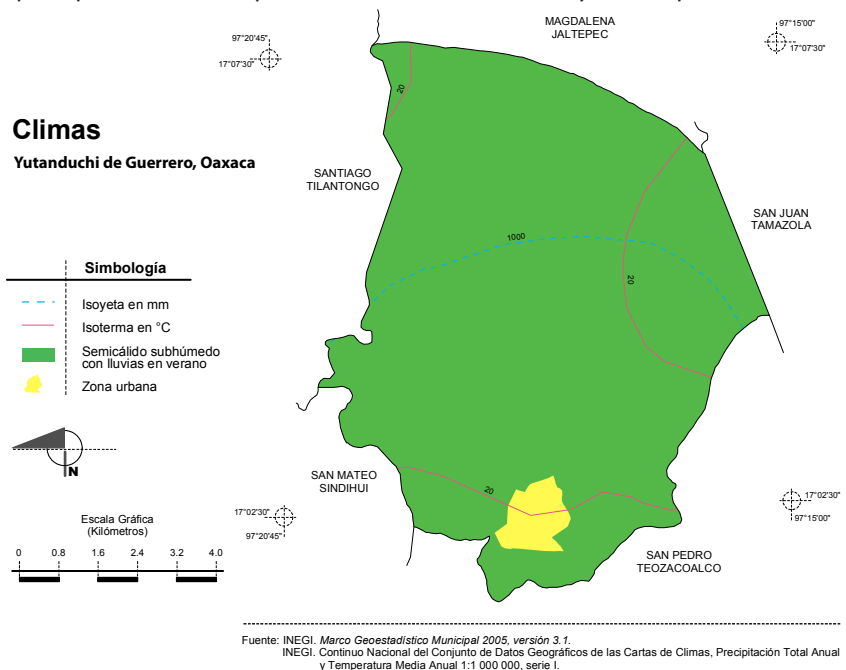 MAGDALENA
JALTEPEC
97°20'45"
17°07'30"
97°15'00"
17°07'30"
Climas
Yutanduchi de Guerrero, Oaxaca
20
SANTIAGO
TILANTONGO
SAN JUAN
TAMAZOLA
1000
20
Simbología
Isoyeta en mm
Isoterma en °C
Semicálido subhúmedo
con lluvias en verano
Zona urbana
N
SAN MATEO
SINDIHUI
20
17°02'30"
97°20'45"
17°02'30"
97°15'00"
Escala Gráfica
(Kilómetros)
0 0.8 1.6 2.4 3.2 4.0
SAN PEDRO
TEOZACOALCO
Fuente: INEGI. Marco Geoestadístico Municipal 2005, versión 3.1.
INEGI. Continuo Nacional del Conjunto de Datos Geográficos de las Cartas de Climas, Precipitación Total Anual
y Temperatura Media Anual 1:1 000 000, serie I.